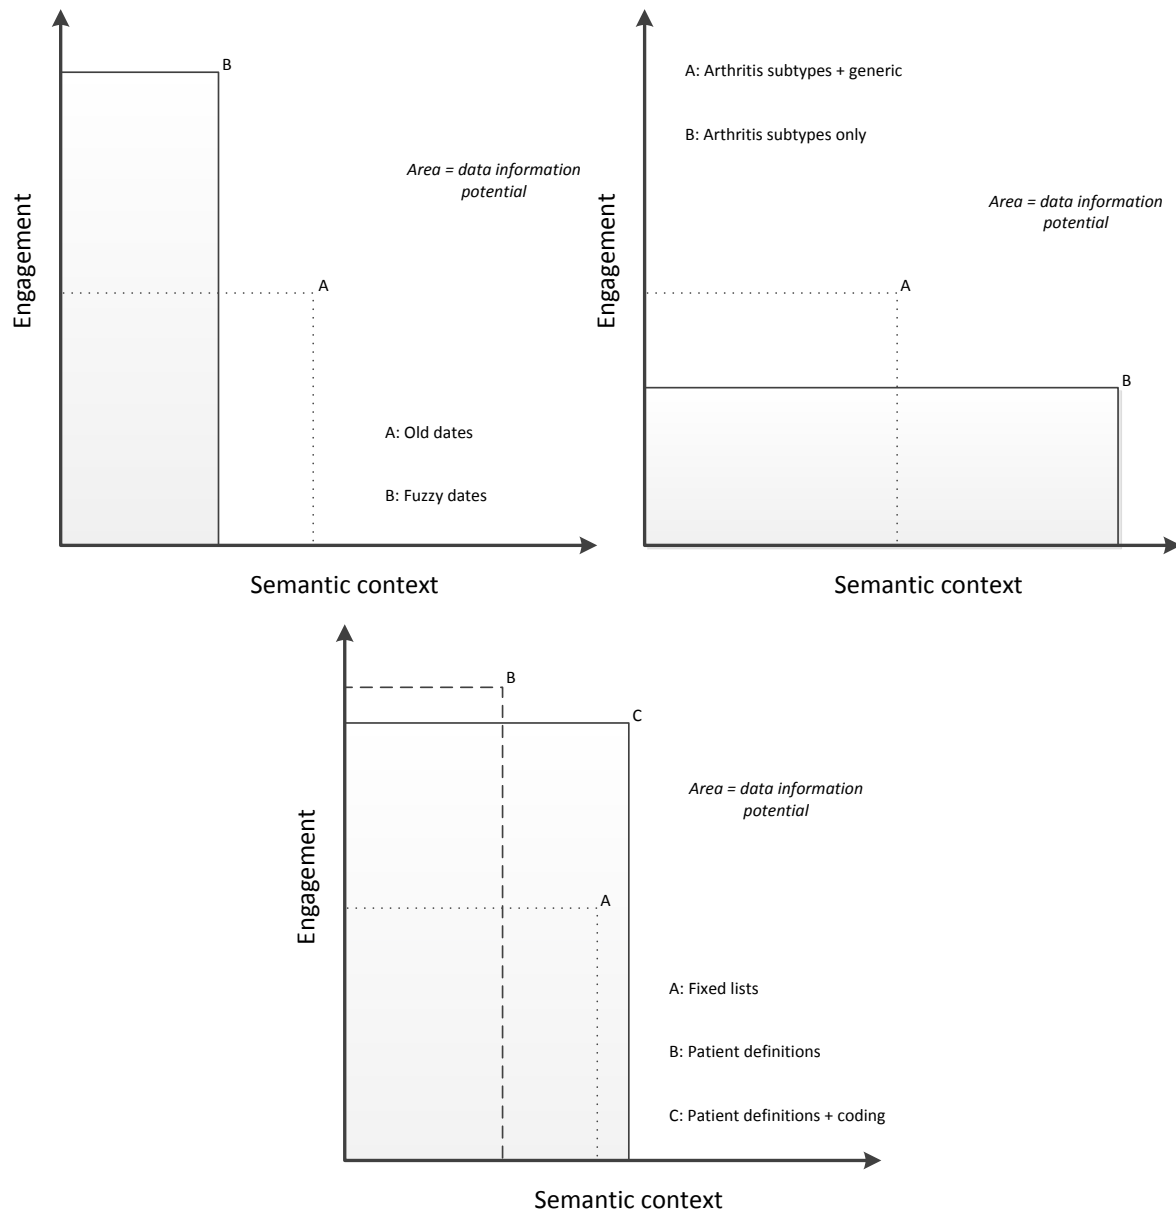 B
Area = data information
potential
Engagement
A
A: Old dates
B: Fuzzy dates
Semantic context
A: Arthritis subtypes + generic
B: Arthritis subtypes only
Area = data information
potential
Engagement
A
B
Semantic context
B
C
Area = data information
potential
Engagement
A
A: Fixed lists
B: Patient definitions
C: Patient definitions + coding
Semantic context